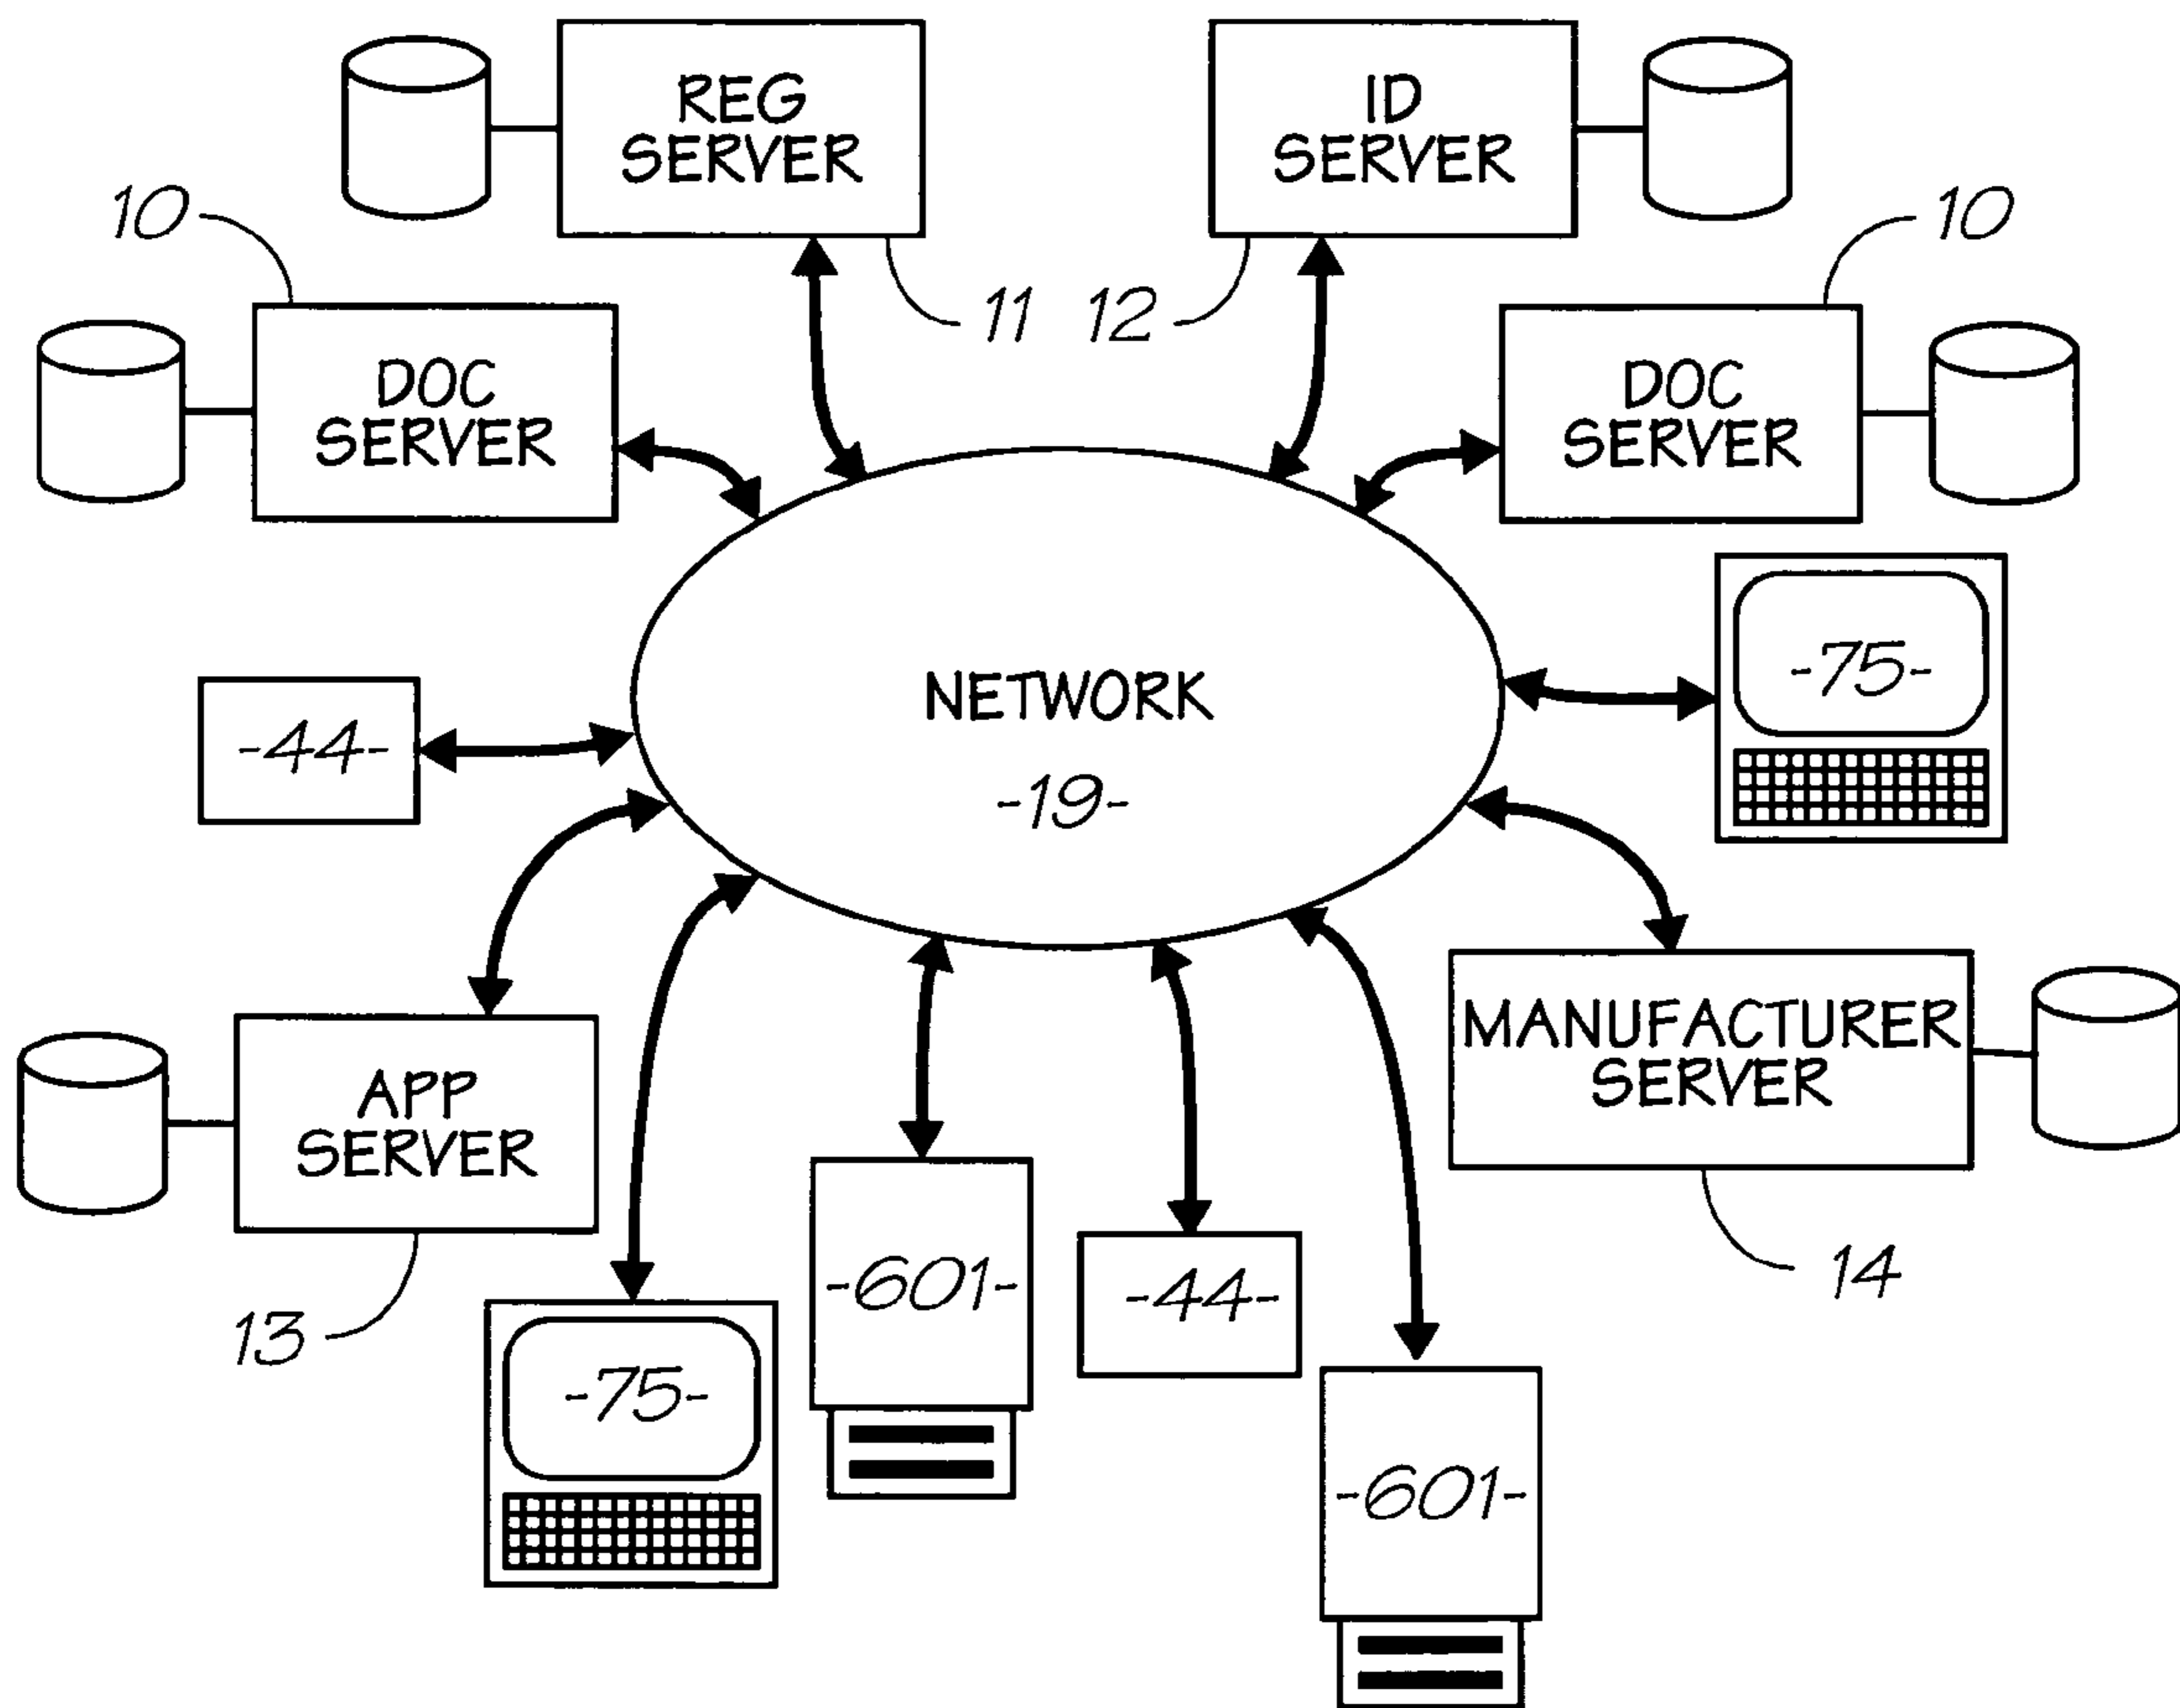 REG
SERVER
ID
SERVER
10
10
11
12
DOC
SERVER
DOC
SERVER
NETWORK
-19-
-75-
-44-
MANUFACTURER
SERVER
APP
SERVER
-601-
-44-
14
13
-75-
-601-